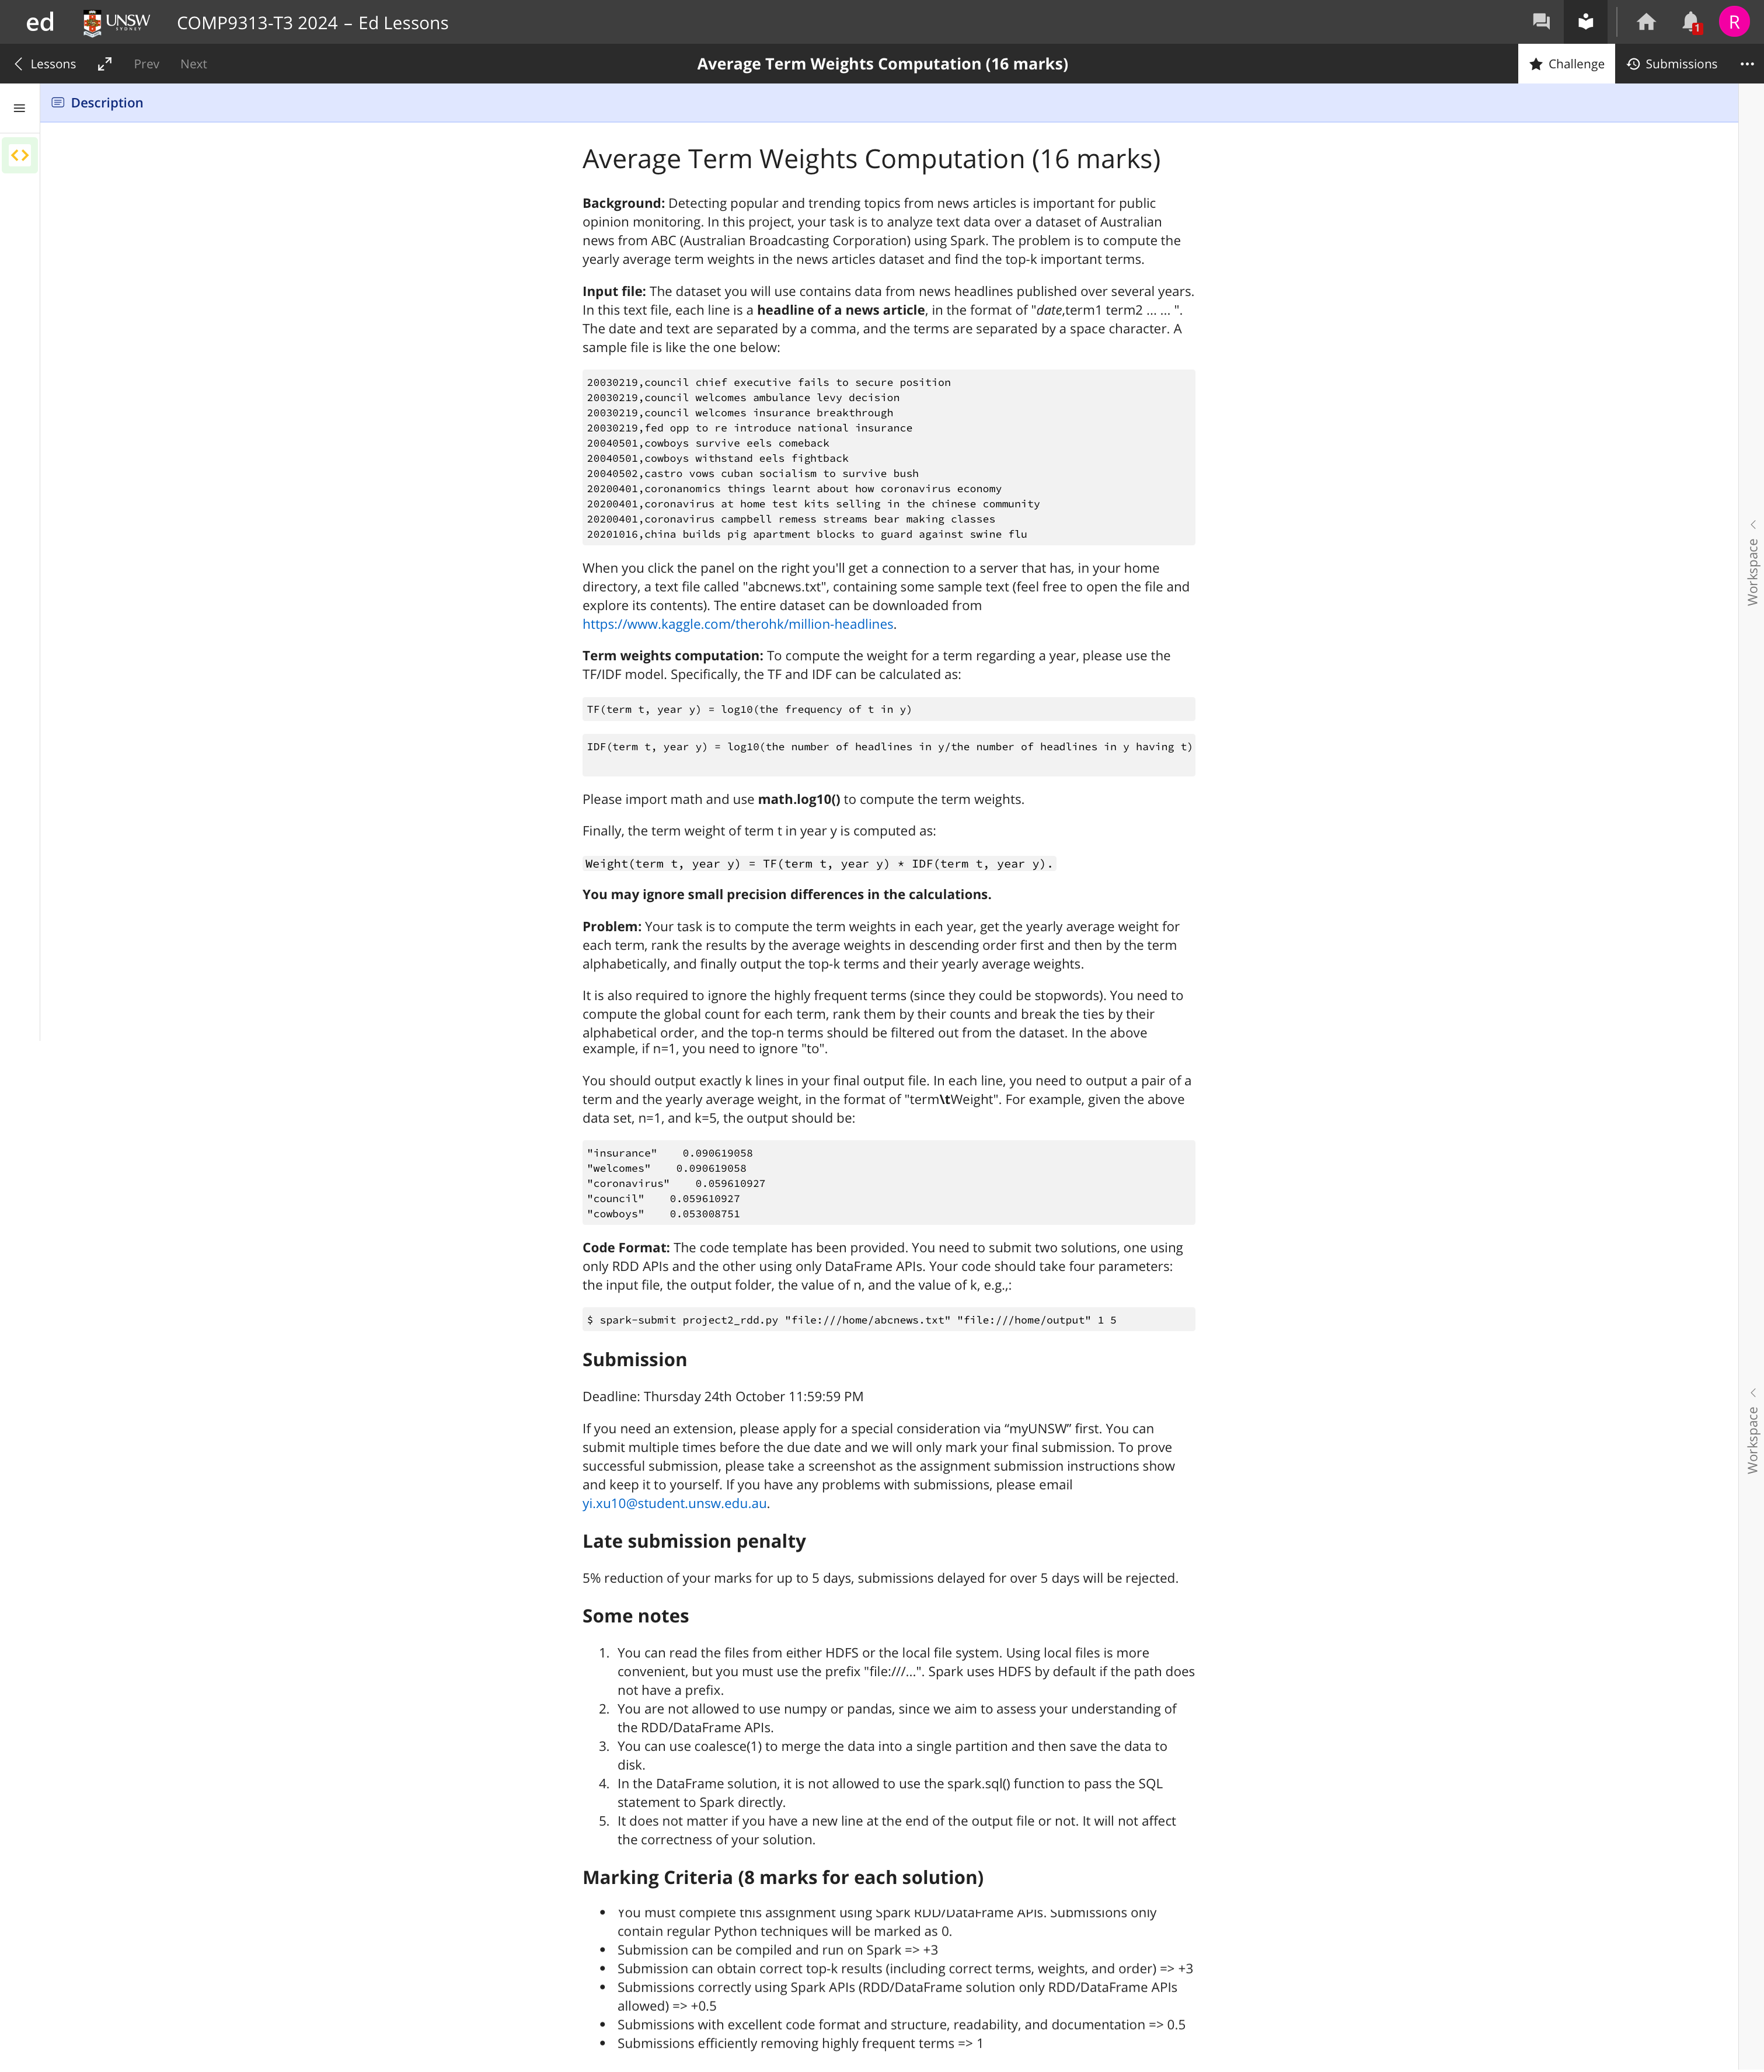 ed UNSW SYDNEY COMP9313-T3 2024 – Ed Lessons 1 R
Lessons Prev Next Average Term Weights Computation (16 marks) Challenge Submissions
Description
Average Term Weights Computation (16 marks)
Background: Detecting popular and trending topics from news articles is important for public
opinion monitoring. In this project, your task is to analyze text data over a dataset of Australian
news from ABC (Australian Broadcasting Corporation) using Spark. The problem is to compute the
yearly average term weights in the news articles dataset and find the top-k important terms.
Input file: The dataset you will use contains data from news headlines published over several years.
In this text file, each line is a headline of a news article, in the format of "date,term1 term2 ... ... ".
The date and text are separated by a comma, and the terms are separated by a space character. A
sample file is like the one below:
20030219,council chief executive fails to secure position
20030219,council welcomes ambulance levy decision
20030219,council welcomes insurance breakthrough
20030219,fed opp to re introduce national insurance
20040501,cowboys survive eels comeback
20040501,cowboys withstand eels fightback
20040502,castro vows cuban socialism to survive bush
20200401,coronanomics things learnt about how coronavirus economy
20200401,coronavirus at home test kits selling in the chinese community
20200401,coronavirus campbell remess streams bear making classes
20201016,china builds pig apartment blocks to guard against swine flu
When you click the panel on the right you'll get a connection to a server that has, in your home
directory, a text file called "abcnews.txt", containing some sample text (feel free to open the file and
explore its contents). The entire dataset can be downloaded from
https://www.kaggle.com/therohk/million-headlines.
Term weights computation: To compute the weight for a term regarding a year, please use the
TF/IDF model. Specifically, the TF and IDF can be calculated as:
TF(term t, year y) = log10(the frequency of t in y)
IDF(term t, year y) = log10(the number of headlines in y/the number of headlines in y having t)
Please import math and use math.log10() to compute the term weights.
Finally, the term weight of term t in year y is computed as:
Weight(term t, year y) = TF(term t, year y) * IDF(term t, year y).
You may ignore small precision differences in the calculations.
Problem: Your task is to compute the term weights in each year, get the yearly average weight for
each term, rank the results by the average weights in descending order first and then by the term
alphabetically, and finally output the top-k terms and their yearly average weights.
It is also required to ignore the highly frequent terms (since they could be stopwords). You need to
compute the global count for each term, rank them by their counts and break the ties by their
alphabetical order, and the top-n terms should be filtered out from the dataset. In the above
example, if n=1, you need to ignore "to".
You should output exactly k lines in your final output file. In each line, you need to output a pair of a
term and the yearly average weight, in the format of "term\tWeight". For example, given the above
data set, n=1, and k=5, the output should be:
"insurance"    0.090619058
"welcomes"    0.090619058
"coronavirus"    0.059610927
"council"    0.059610927
"cowboys"    0.053008751
Code Format: The code template has been provided. You need to submit two solutions, one using
only RDD APIs and the other using only DataFrame APIs. Your code should take four parameters:
the input file, the output folder, the value of n, and the value of k, e.g.,:
$ spark-submit project2_rdd.py "file:///home/abcnews.txt" "file:///home/output" 1 5
Submission
Deadline: Thursday 24th October 11:59:59 PM
If you need an extension, please apply for a special consideration via “myUNSW” first. You can
submit multiple times before the due date and we will only mark your final submission. To prove
successful submission, please take a screenshot as the assignment submission instructions show
and keep it to yourself. If you have any problems with submissions, please email
yi.xu10@student.unsw.edu.au.
Late submission penalty
5% reduction of your marks for up to 5 days, submissions delayed for over 5 days will be rejected.
Some notes
1. You can read the files from either HDFS or the local file system. Using local files is more
convenient, but you must use the prefix "file:///...". Spark uses HDFS by default if the path does
not have a prefix.
2. You are not allowed to use numpy or pandas, since we aim to assess your understanding of
the RDD/DataFrame APIs.
3. You can use coalesce(1) to merge the data into a single partition and then save the data to
disk.
4. In the DataFrame solution, it is not allowed to use the spark.sql() function to pass the SQL
statement to Spark directly.
5. It does not matter if you have a new line at the end of the output file or not. It will not affect
the correctness of your solution.
Marking Criteria (8 marks for each solution)
• You must complete this assignment using Spark RDD/DataFrame APIs. Submissions only
contain regular Python techniques will be marked as 0.
• Submission can be compiled and run on Spark => +3
• Submission can obtain correct top-k results (including correct terms, weights, and order) => +3
• Submissions correctly using Spark APIs (RDD/DataFrame solution only RDD/DataFrame APIs
allowed) => +0.5
• Submissions with excellent code format and structure, readability, and documentation => 0.5
• Submissions efficiently removing highly frequent terms => 1
Workspace
Workspace